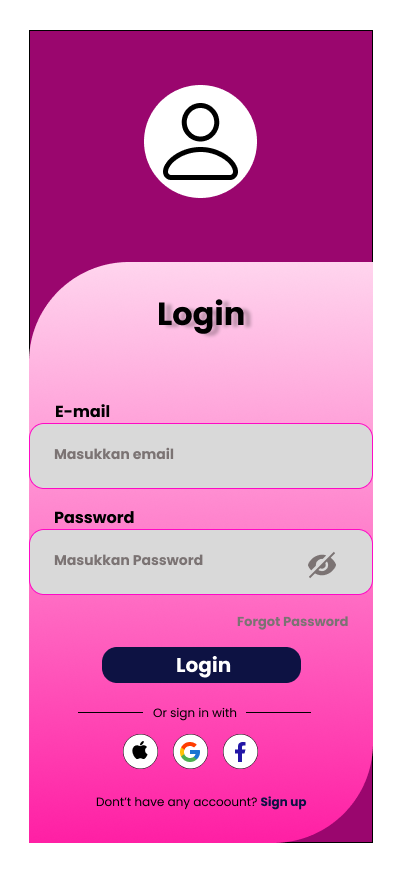 Login
E-mail
Masukkan email
Password
Masukkan Password
Forgot Password
Login
Or sign in with
Dont't have any accoount? Sign up